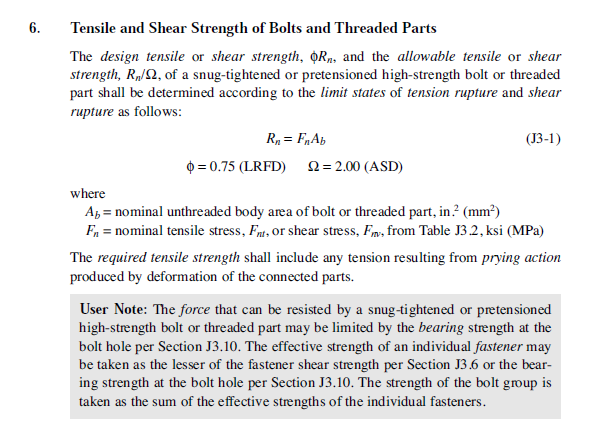 6. Tensile and Shear Strength of Bolts and Threaded Parts
The design tensile or shear strength, ϕRn, and the allowable tensile or shear
strength, Rn/Ω, of a snug-tightened or pretensioned high-strength bolt or threaded
part shall be determined according to the limit states of tension rupture and shear
rupture as follows:
Rn = FnAb (J3-1)
ϕ = 0.75 (LRFD) Ω = 2.00 (ASD)
where
Ab = nominal unthreaded body area of bolt or threaded part, in.² (mm²)
Fn = nominal tensile stress, Fnt, or shear stress, Fnv, from Table J3.2, ksi (MPa)
The required tensile strength shall include any tension resulting from prying action
produced by deformation of the connected parts.
User Note: The force that can be resisted by a snug-tightened or pretensioned
high-strength bolt or threaded part may be limited by the bearing strength at the
bolt hole per Section J3.10. The effective strength of an individual fastener may
be taken as the lesser of the fastener shear strength per Section J3.6 or the bear-
ing strength at the bolt hole per Section J3.10. The strength of the bolt group is
taken as the sum of the effective strengths of the individual fasteners.